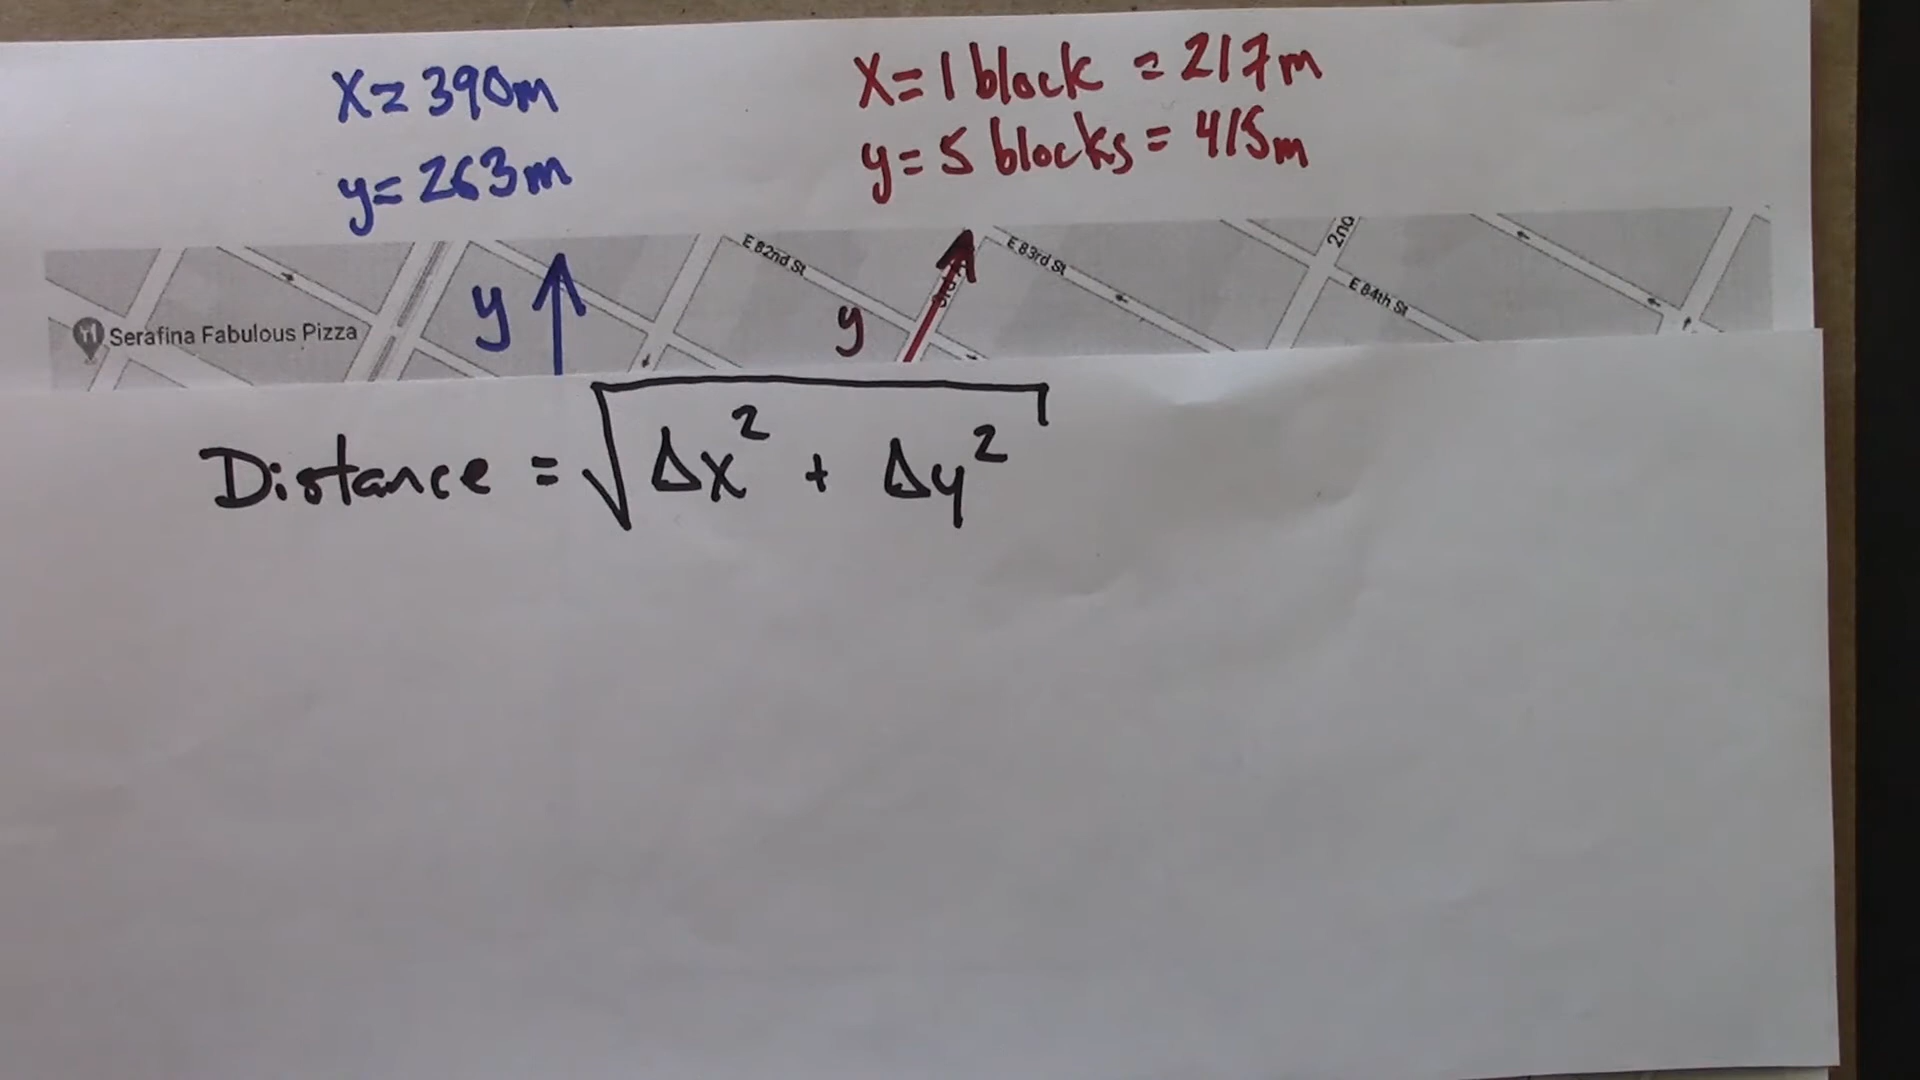 x = 390m
y = 263m
x = 1 block = 217m
y = 5 blocks = 415m
E 82nd St
E 83rd St
2nd
E 84th St
y
y
Serafina Fabulous Pizza
Distance = √Δx² + Δy²